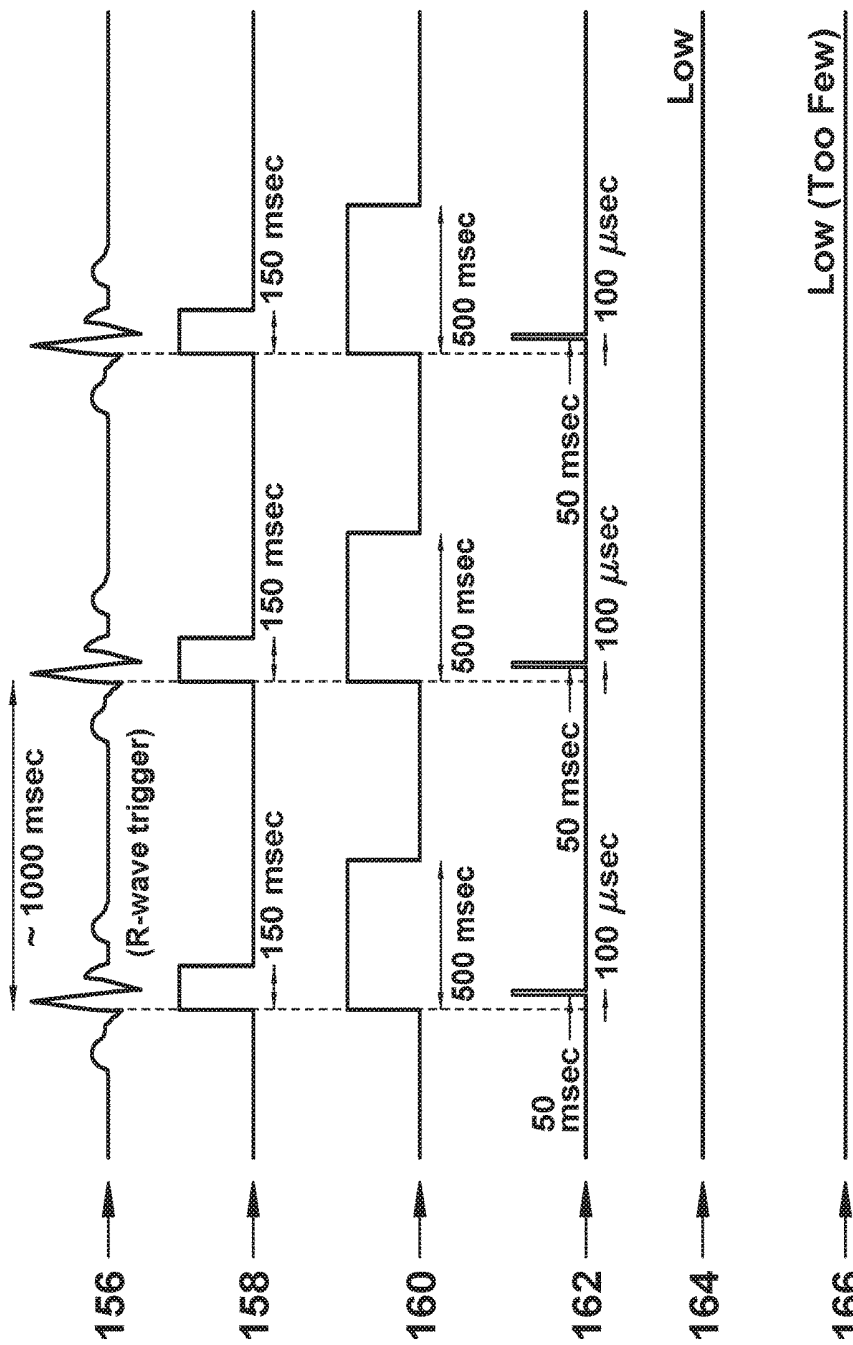 ~ 1000 msec
156
(R-wave trigger)
158
150 msec
150 msec
150 msec
160
500 msec
500 msec
500 msec
162
50
msec
50 msec
50 msec
100 μsec
100 μsec
100 μsec
164
Low
166
Low (Too Few)